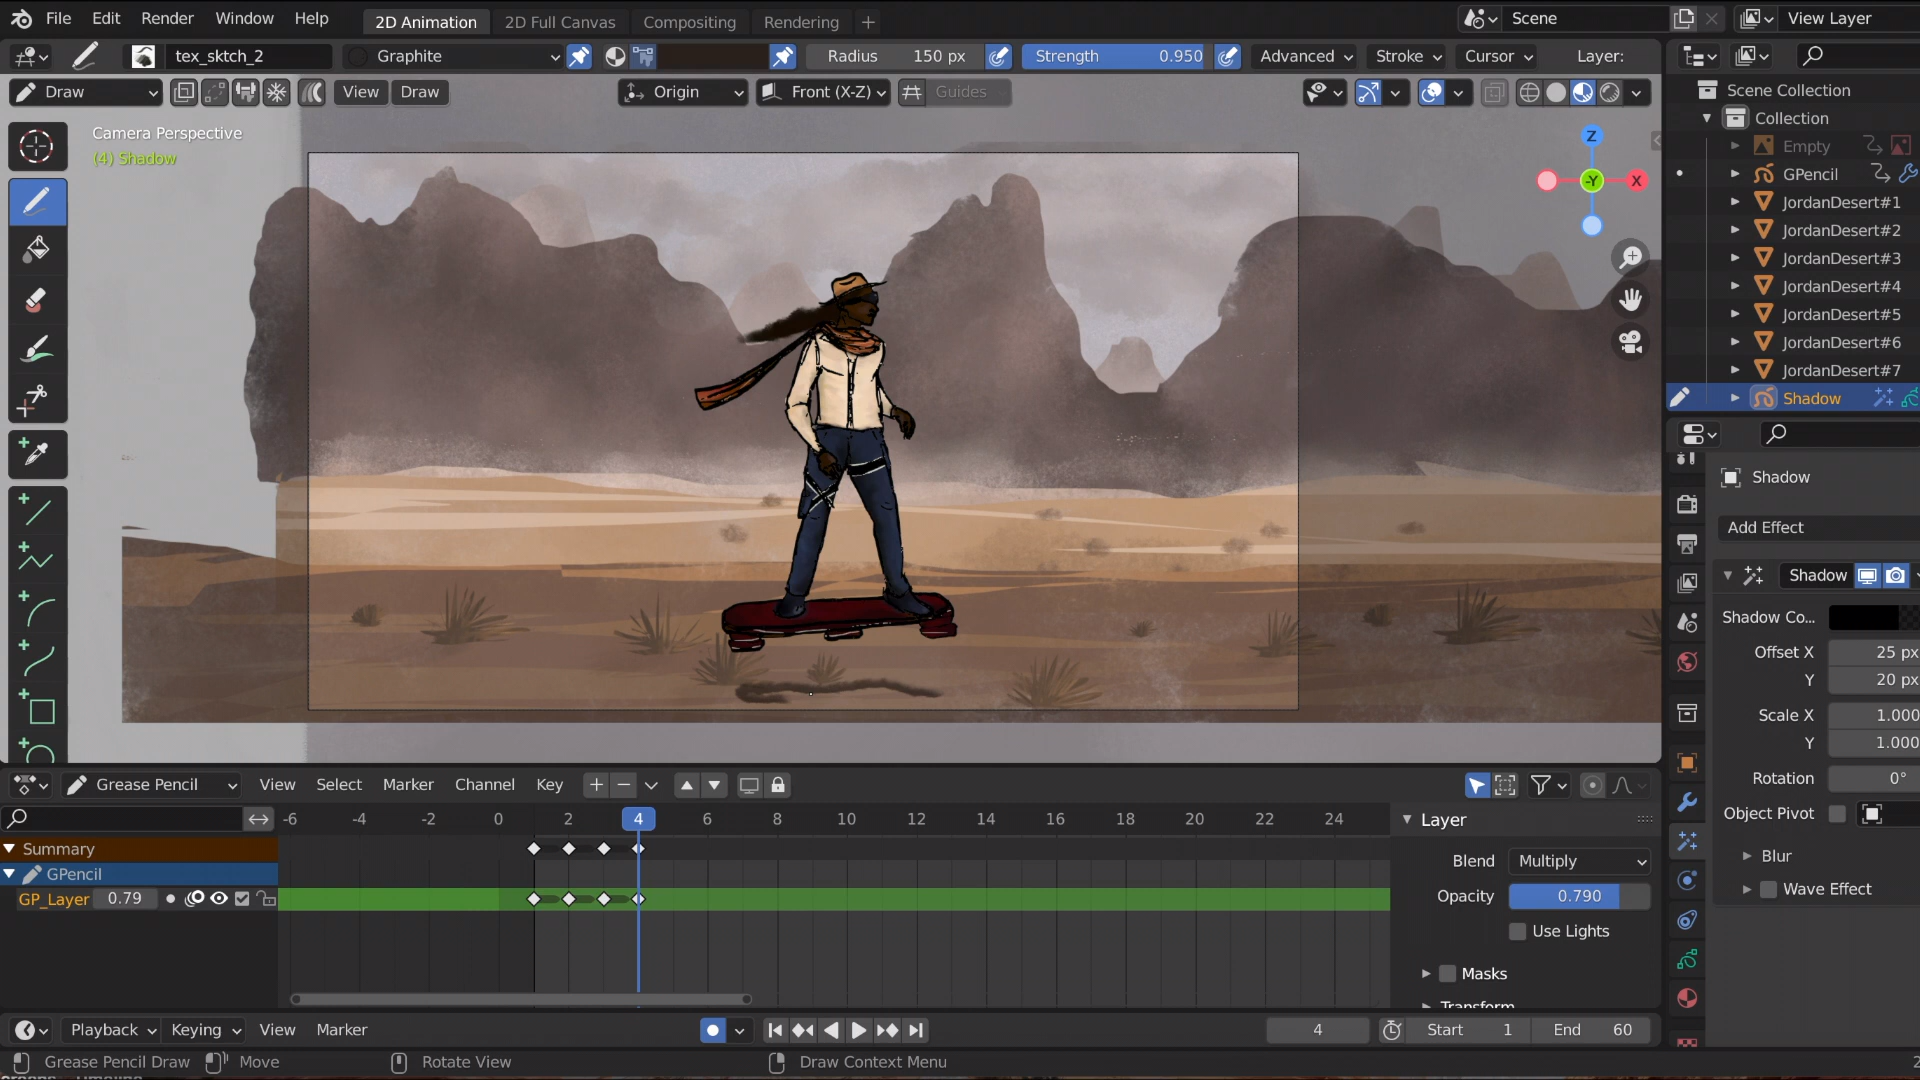 File Edit Render Window Help 2D Animation 2D Full Canvas Compositing Rendering + Scene View Layer
tex_sktch_2 Graphite Radius 150 px Strength 0.950 Advanced Stroke Cursor Layer:
Draw View Draw Origin Front (X-Z) Guides
Camera Perspective
(4) Shadow
Z
-Y X
Scene Collection
Collection
Empty
GPencil
JordanDesert#1
JordanDesert#2
JordanDesert#3
JordanDesert#4
JordanDesert#5
JordanDesert#6
JordanDesert#7
Shadow
Shadow
Add Effect
Shadow
Shadow Co...
Offset X 25 px
Y 20 px
Scale X 1.000
Y 1.000
Rotation 0°
Object Pivot
Blur
Wave Effect
Grease Pencil View Select Marker Channel Key
-6 -4 -2 0 2 4 6 8 10 12 14 16 18 20 22 24
Summary
GPencil
GP_Layer 0.79
Layer
Blend Multiply
Opacity 0.790
Use Lights
Masks
Transform
Playback Keying View Marker 4 Start 1 End 60
Grease Pencil Draw Move Rotate View Draw Context Menu